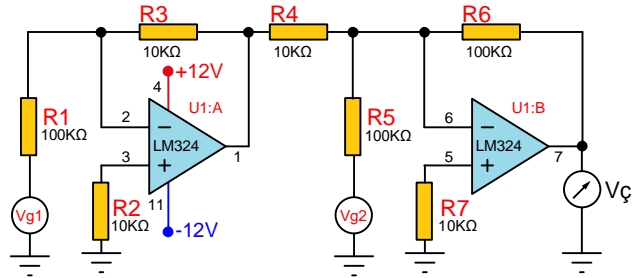 R3
10KΩ
R4
10KΩ
R6
100KΩ
+12V
4
U1:A
U1:B
R1
100KΩ
2
LM324
3
1
11
-12V
R2
10KΩ
R5
100KΩ
6
LM324
5
7
R7
10KΩ
Vg1
Vg2
Vç